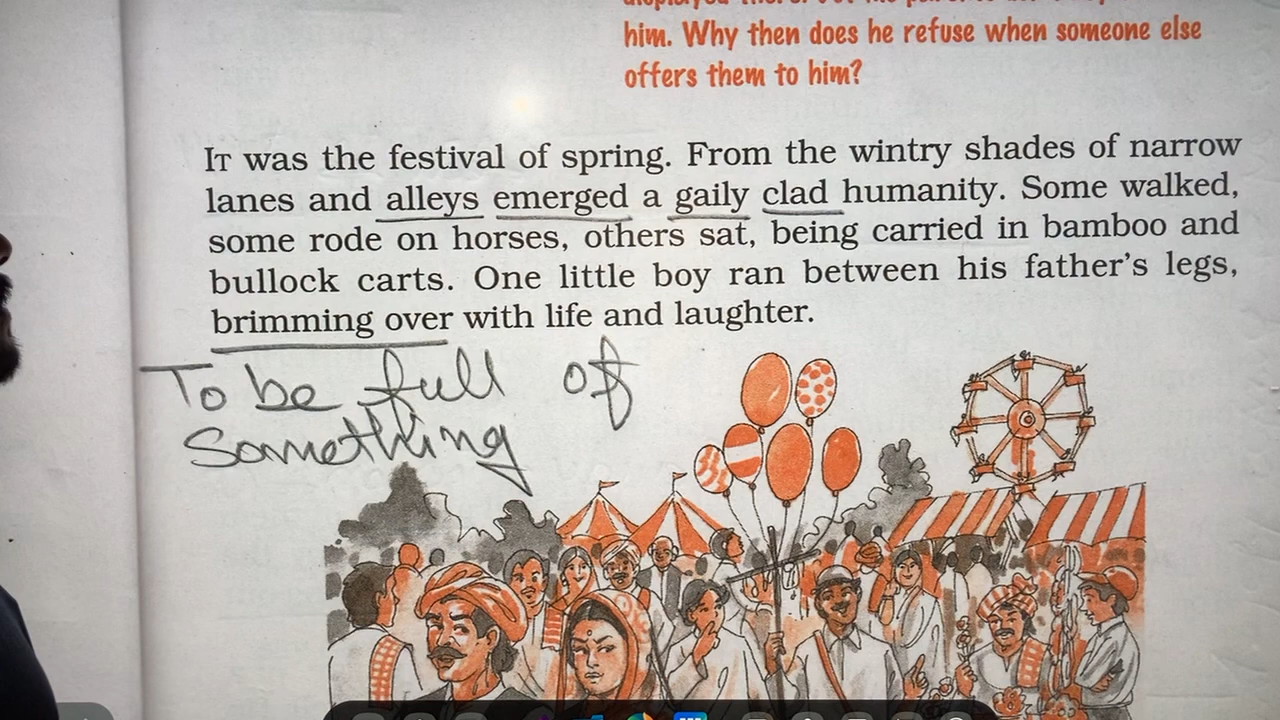 him. Why then does he refuse when someone else
offers them to him?
IT was the festival of spring. From the wintry shades of narrow
lanes and alleys emerged a gaily clad humanity. Some walked,
some rode on horses, others sat, being carried in bamboo and
bullock carts. One little boy ran between his father's legs,
brimming over with life and laughter.
To be full of
Something